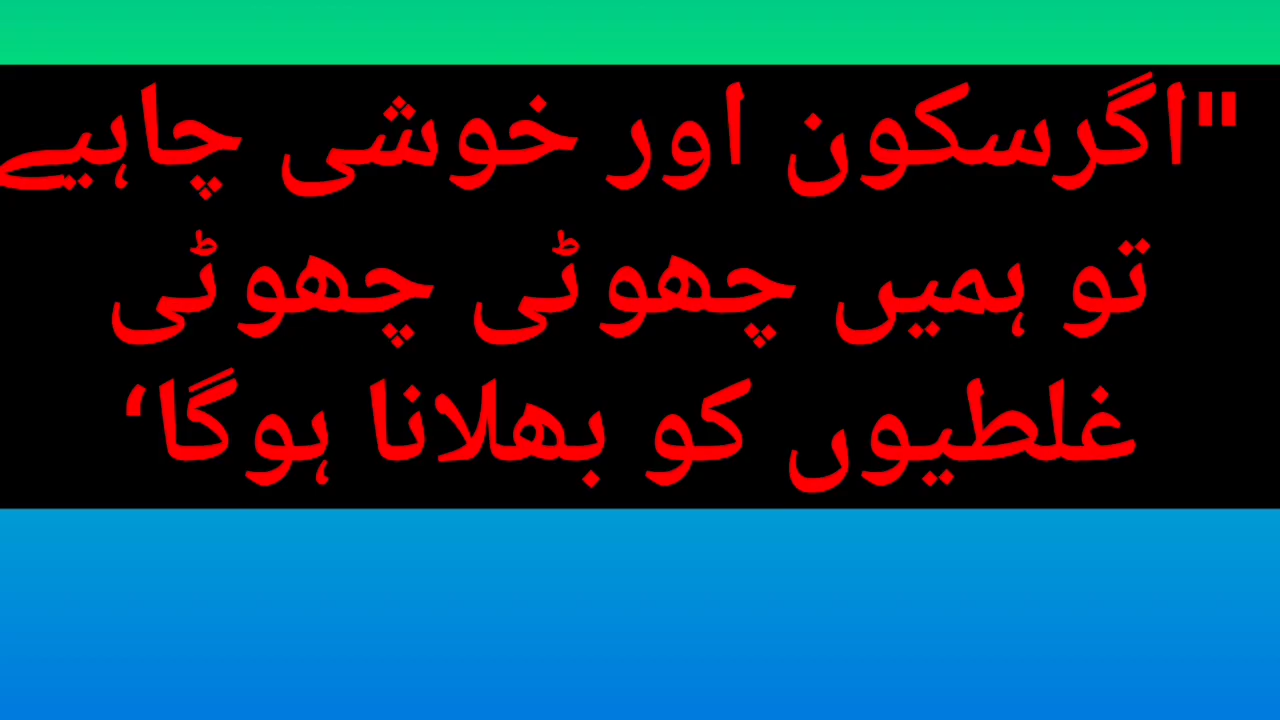 "اگرسکون اور خوشی چاہیے
تو ہمیں چھوٹی چھوٹی
غلطیوں کو بھلانا ہوگا‘